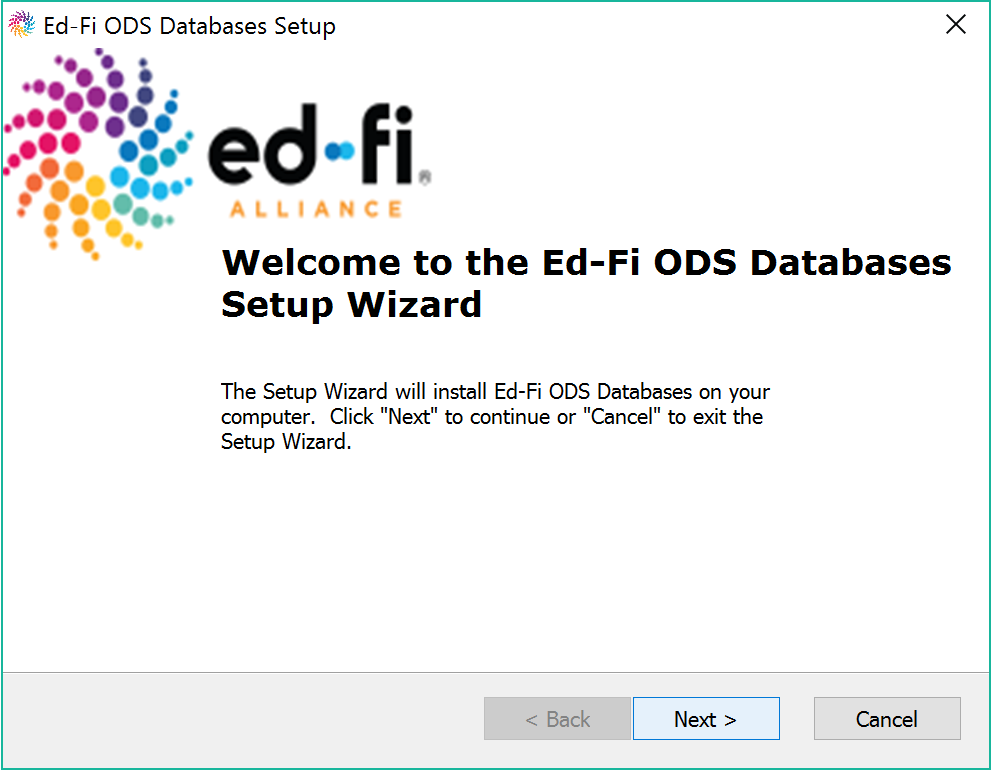 Ed-Fi ODS Databases Setup
ed-fi®
ALLIANCE
Welcome to the Ed-Fi ODS Databases
Setup Wizard
The Setup Wizard will install Ed-Fi ODS Databases on your
computer.  Click "Next" to continue or "Cancel" to exit the
Setup Wizard.
< Back
Next >
Cancel